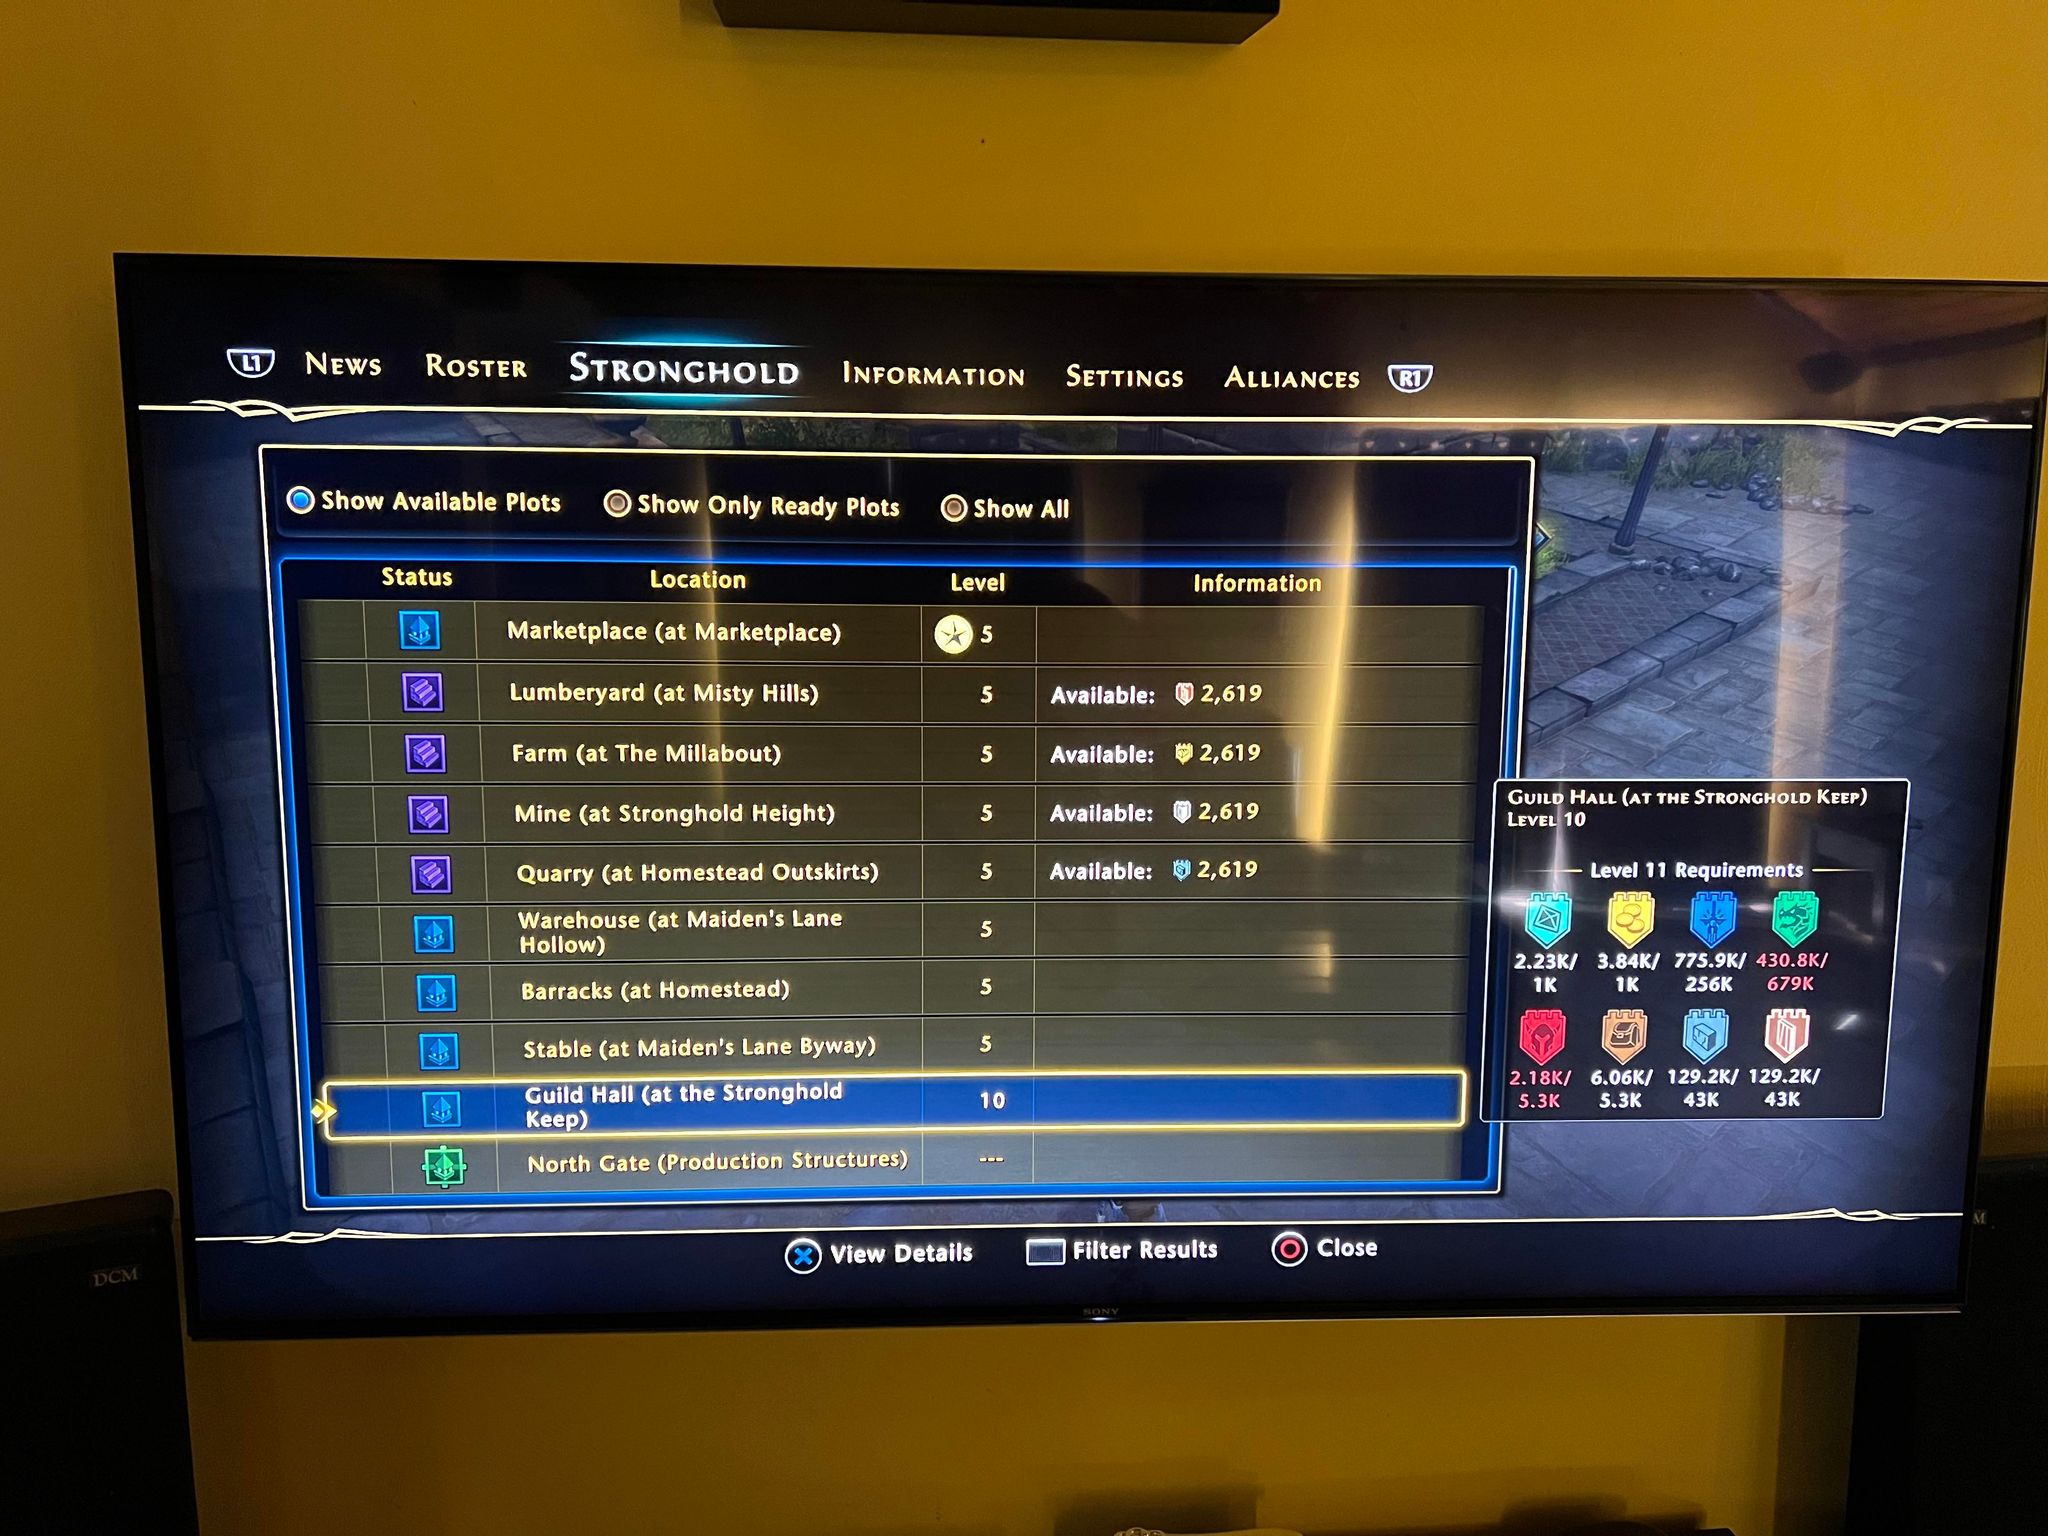 L1 News Roster Stronghold Information Settings Alliances R1
Show Available Plots Show Only Ready Plots Show All
Status Location Level Information
Marketplace (at Marketplace) 5
Lumberyard (at Misty Hills) 5 Available: 2,619
Farm (at The Millabout) 5 Available: 2,619
Mine (at Stronghold Height) 5 Available: 2,619
Quarry (at Homestead Outskirts) 5 Available: 2,619
Warehouse (at Maiden's Lane
Hollow) 5
Barracks (at Homestead) 5
Stable (at Maiden's Lane Byway) 5
Guild Hall (at the Stronghold
Keep) 10
North Gate (Production Structures) ---
Guild Hall (at the Stronghold Keep)
Level 10
Level 11 Requirements
2.23K/ 3.84K/ 775.9K/ 430.8K/
1K 1K 256K 679K
2.18K/ 6.06K/ 129.2K/ 129.2K/
5.3K 5.3K 43K 43K
View Details Filter Results Close
SONY
DCM
M